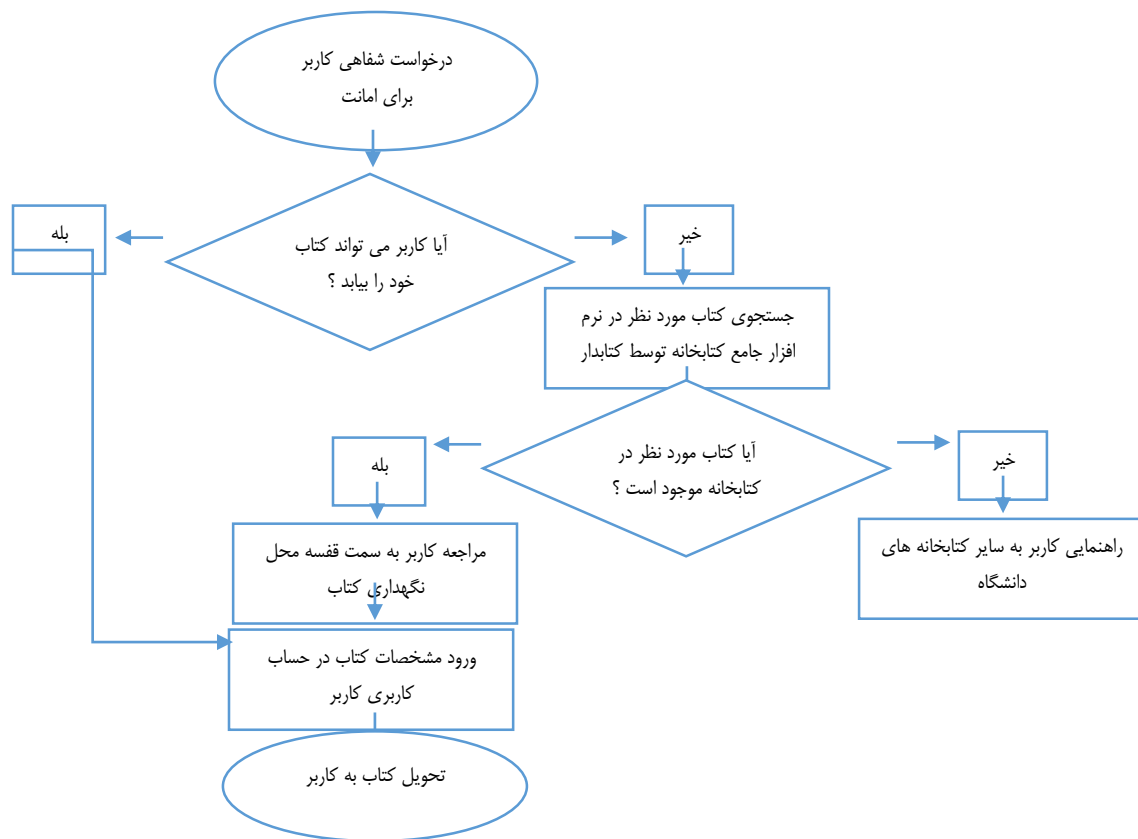 درخواست شفاهی کاربر
برای امانت
آیا کاربر می تواند کتاب
خود را بیابد ؟
بله
خیر
جستجوی کتاب مورد نظر در نرم
افزار جامع کتابخانه توسط کتابدار
آیا کتاب مورد نظر در
کتابخانه موجود است ؟
خیر
بله
راهنمایی کاربر به سایر کتابخانه های
دانشگاه
مراجعه کاربر به سمت قفسه محل
نگهداری کتاب
ورود مشخصات کتاب در حساب
کاربری کاربر
تحویل کتاب به کاربر